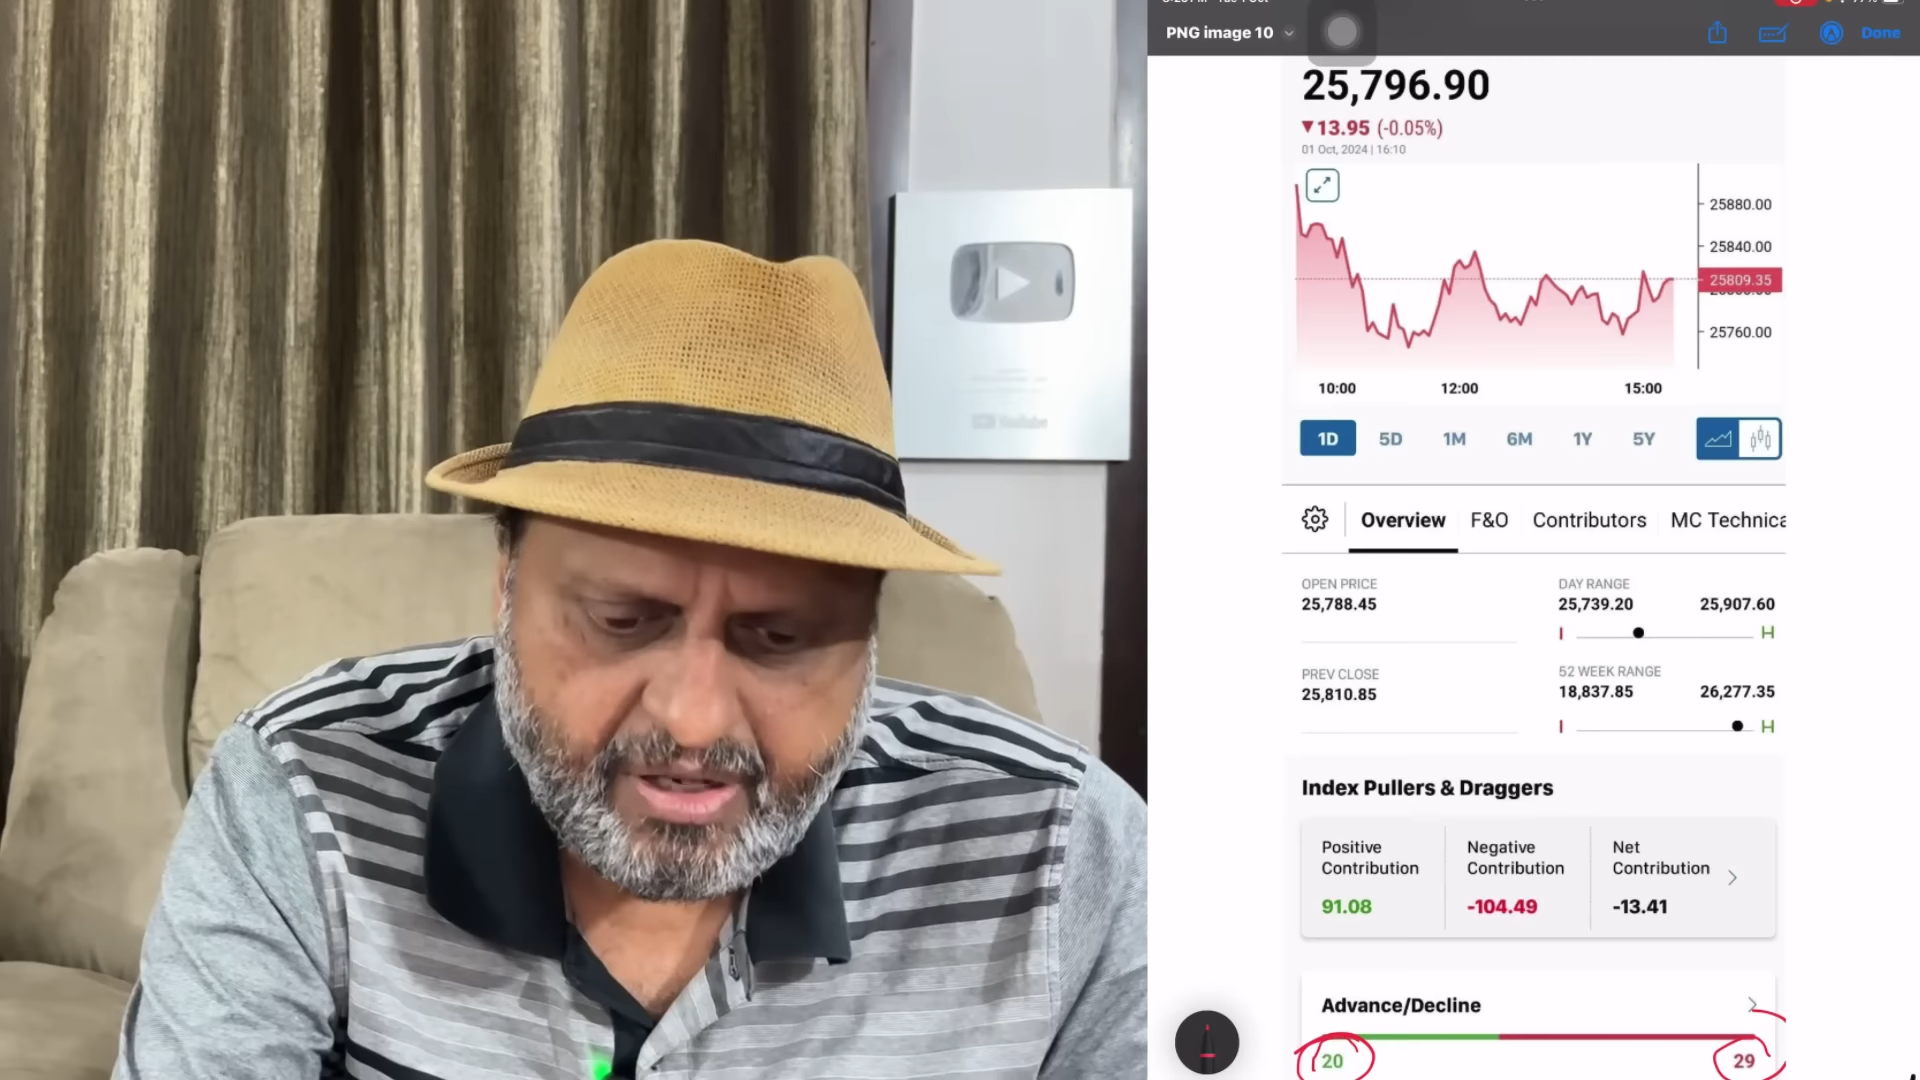 PNG image 10
Done
25,796.90
▼13.95 (-0.05%)
01 Oct, 2024 | 16:10
25880.00
25840.00
25809.35
25760.00
10:00 12:00 15:00
1D 5D 1M 6M 1Y 5Y
Overview F&O Contributors MC Technica
OPEN PRICE DAY RANGE
25,788.45 25,739.20 25,907.60
H
PREV CLOSE 52 WEEK RANGE
25,810.85 18,837.85 26,277.35
H
Index Pullers & Draggers
Positive Negative Net
Contribution Contribution Contribution
91.08 -104.49 -13.41
Advance/Decline
20 29
YouTube